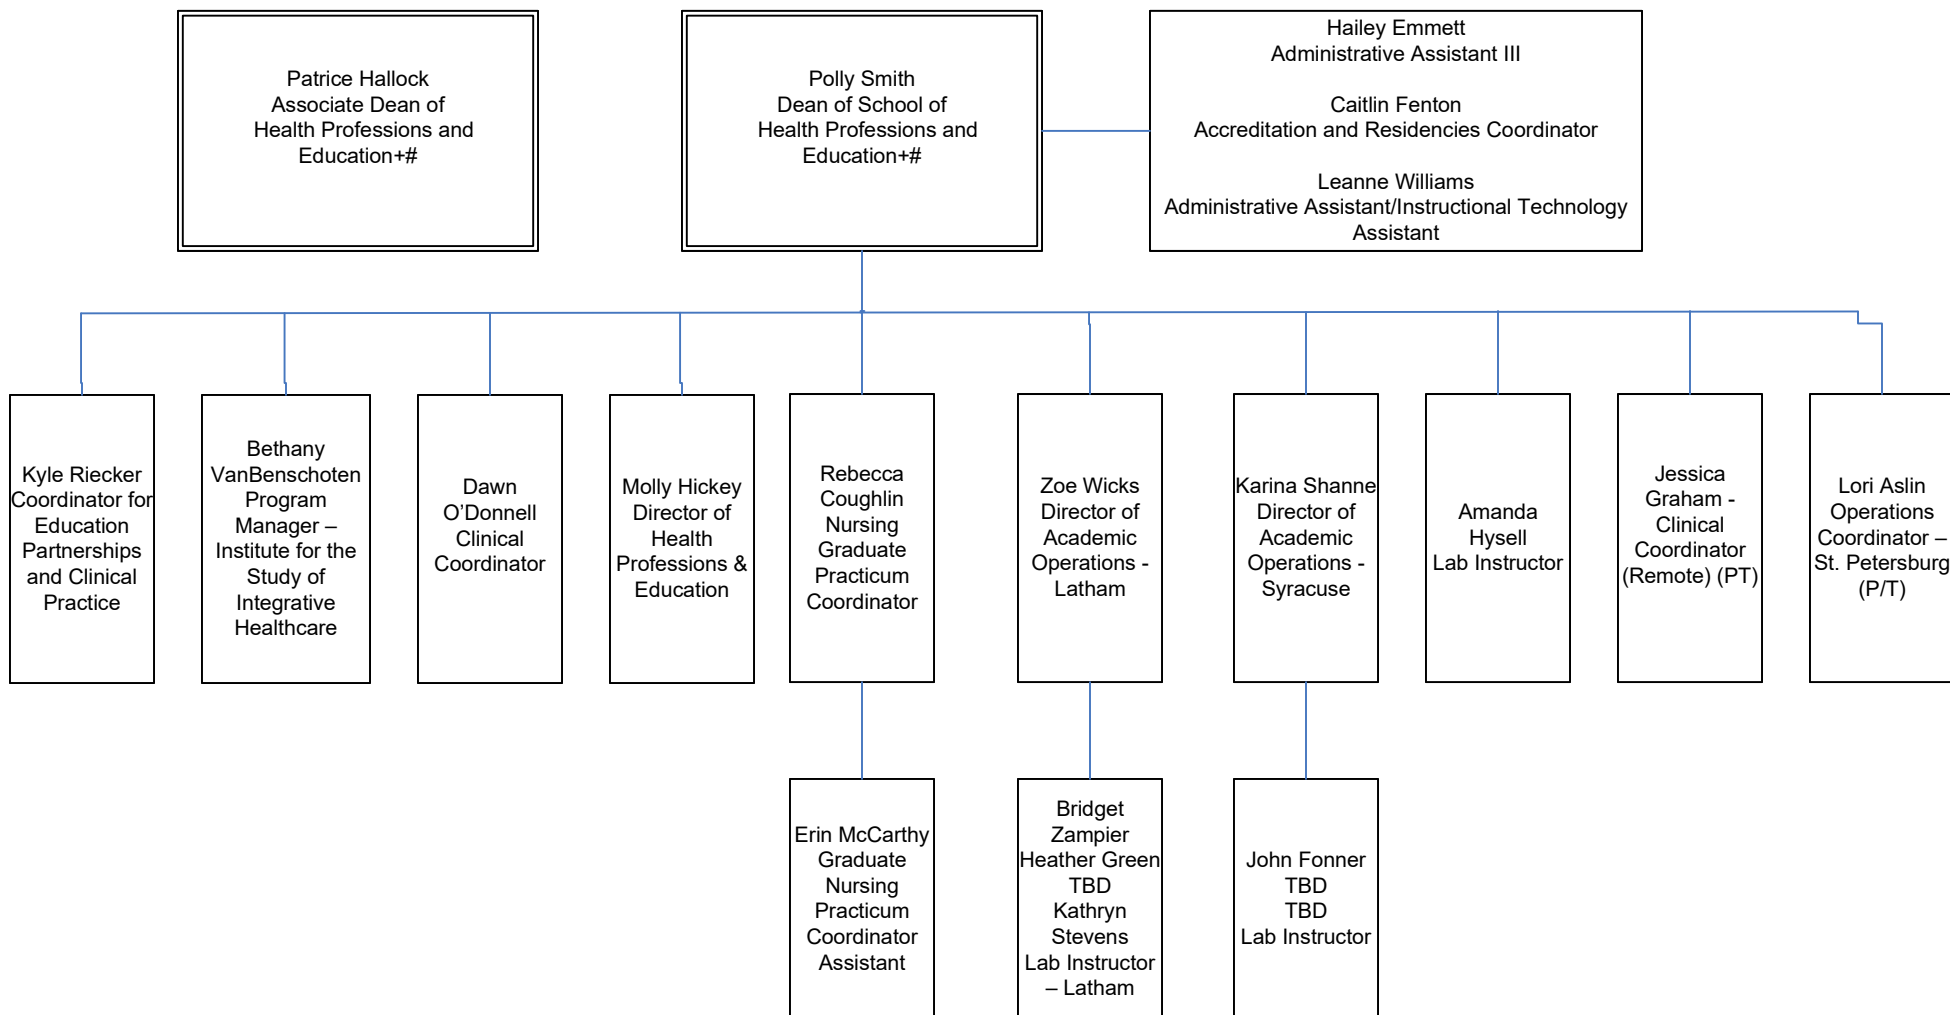 Patrice Hallock
Associate Dean of
Health Professions and
Education+#
Polly Smith
Dean of School of
Health Professions and
Education+#
Hailey Emmett
Administrative Assistant III
Caitlin Fenton
Accreditation and Residencies Coordinator
Leanne Williams
Administrative Assistant/Instructional Technology
Assistant
Kyle Riecker
Coordinator for
Education
Partnerships
and Clinical
Practice
Bethany
VanBenschoten
Program
Manager –
Institute for the
Study of
Integrative
Healthcare
Dawn
O’Donnell
Clinical
Coordinator
Molly Hickey
Director of
Health
Professions &
Education
Rebecca
Coughlin
Nursing
Graduate
Practicum
Coordinator
Zoe Wicks
Director of
Academic
Operations -
Latham
Karina Shanne
Director of
Academic
Operations -
Syracuse
Amanda
Hysell
Lab Instructor
Jessica
Graham -
Clinical
Coordinator
(Remote) (PT)
Lori Aslin
Operations
Coordinator –
St. Petersburg
(P/T)
Erin McCarthy
Graduate
Nursing
Practicum
Coordinator
Assistant
Bridget
Zampier
Heather Green
TBD
Kathryn
Stevens
Lab Instructor
– Latham
John Fonner
TBD
TBD
Lab Instructor